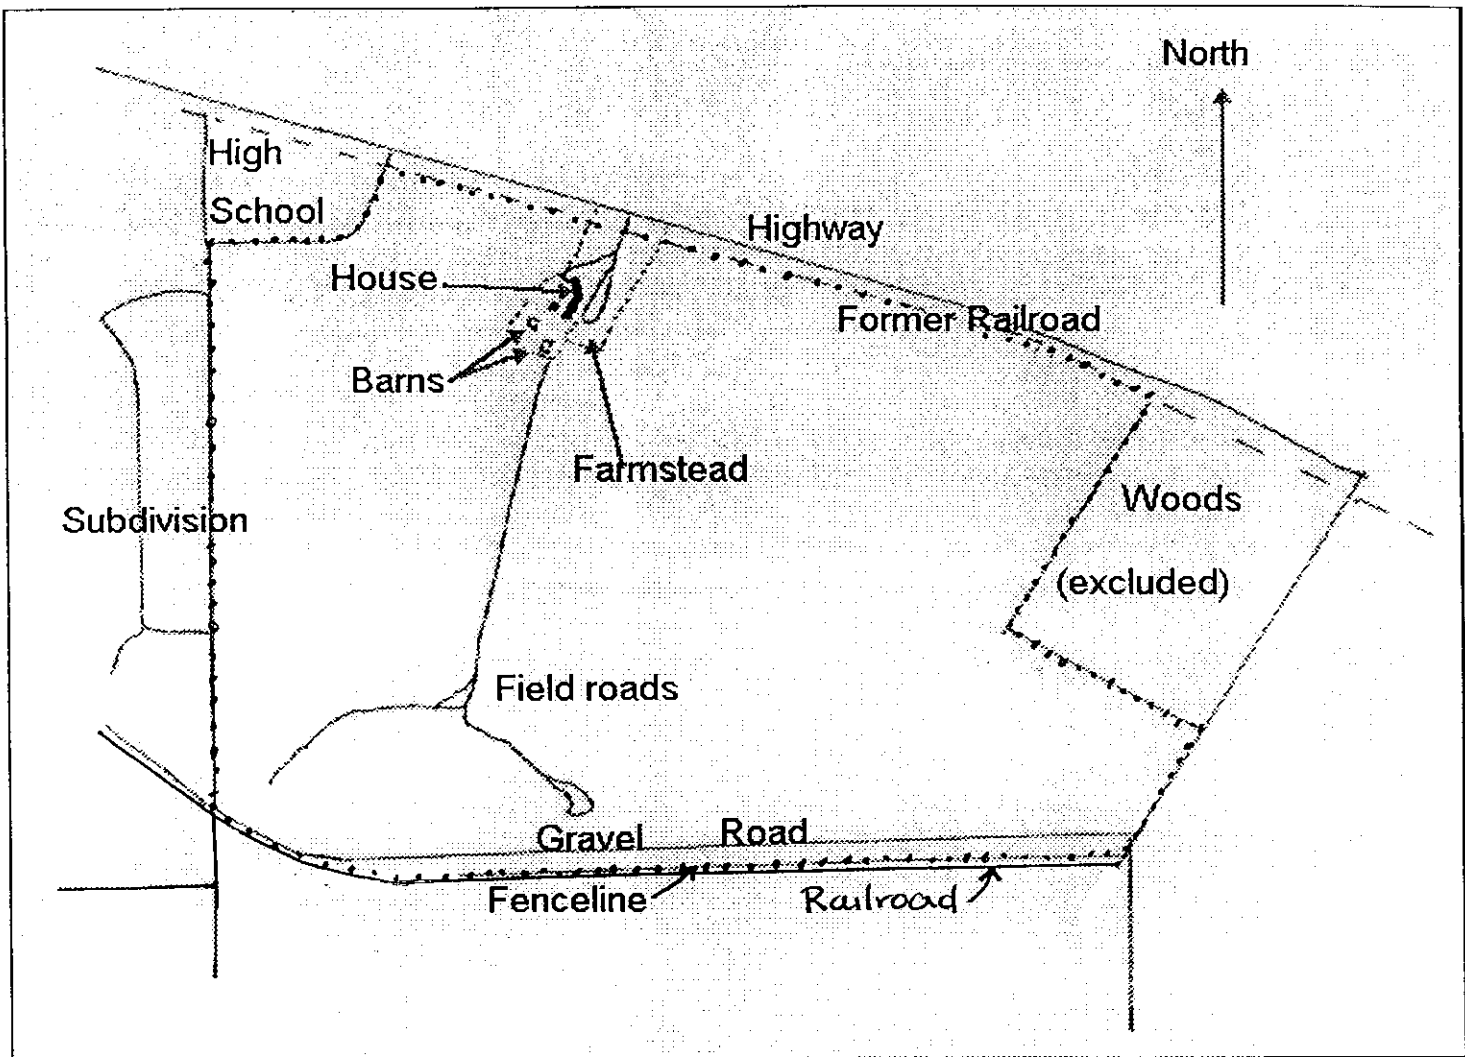 North
High
School
Highway
House
Former Railroad
Barns
Farmstead
Woods
Subdivision
(excluded)
Field roads
Gravel Road
Fenceline
Railroad